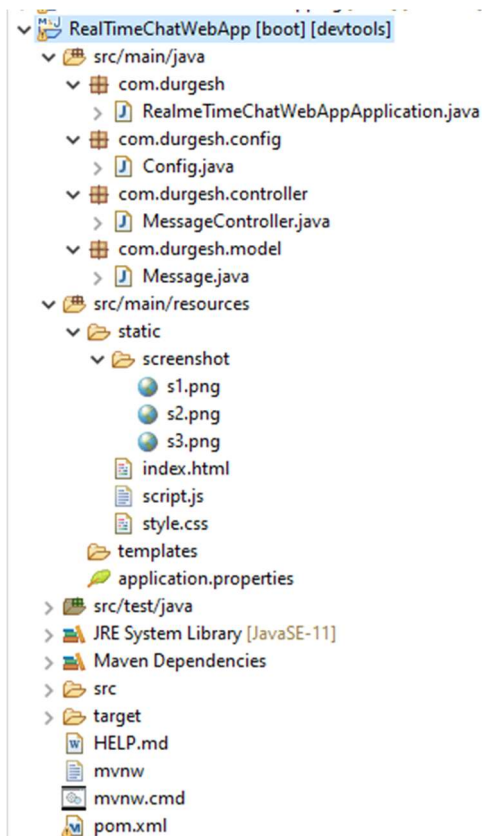 RealTimeChatWebApp [boot] [devtools]
src/main/java
com.durgesh
RealmeTimeChatWebAppApplication.java
com.durgesh.config
Config.java
com.durgesh.controller
MessageController.java
com.durgesh.model
Message.java
src/main/resources
static
screenshot
s1.png
s2.png
s3.png
index.html
script.js
style.css
templates
application.properties
src/test/java
JRE System Library [JavaSE-11]
Maven Dependencies
src
target
HELP.md
mvnw
mvnw.cmd
pom.xml